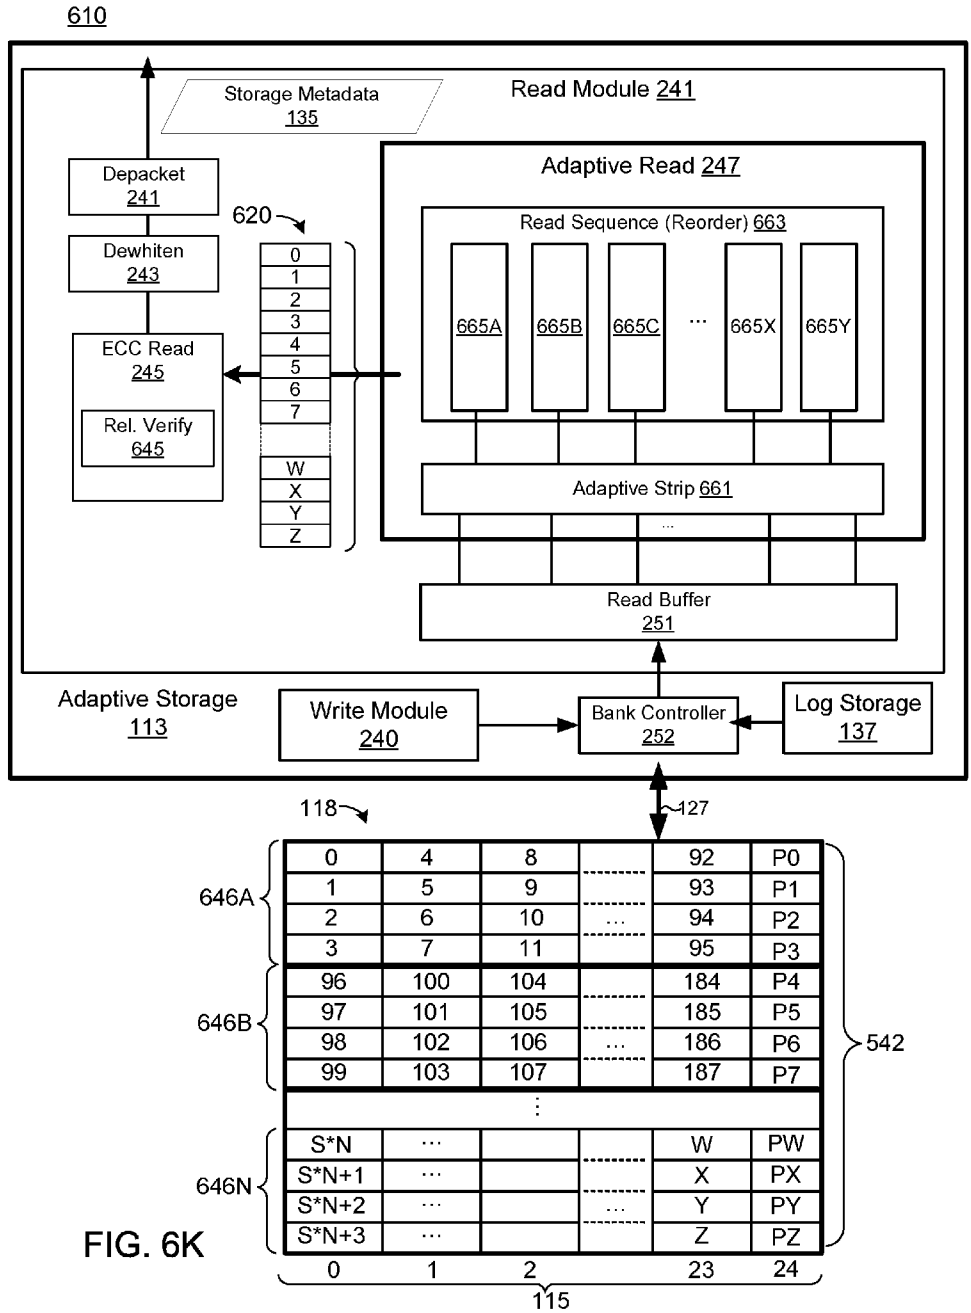 610
Storage Metadata
135
Read Module 241
Adaptive Read 247
Depacket
241
Dewhiten
243
ECC Read
245
Rel. Verify
645
620
0
1
2
3
4
5
6
7
W
X
Y
Z
Read Sequence (Reorder) 663
665A 665B 665C ... 665X 665Y
Adaptive Strip 661
...
Read Buffer
251
Adaptive Storage
113
Write Module
240
Bank Controller
252
Log Storage
137
118
127
646A
0 4 8 92 P0
1 5 9 93 P1
2 6 10 ... 94 P2
3 7 11 95 P3
646B
96 100 104 184 P4
97 101 105 185 P5
98 102 106 ... 186 P6
99 103 107 187 P7
542
⋮
646N
S*N ... W PW
S*N+1 ... X PX
S*N+2 ... ... Y PY
S*N+3 ... Z PZ
0 1 2 23 24
115
FIG. 6K